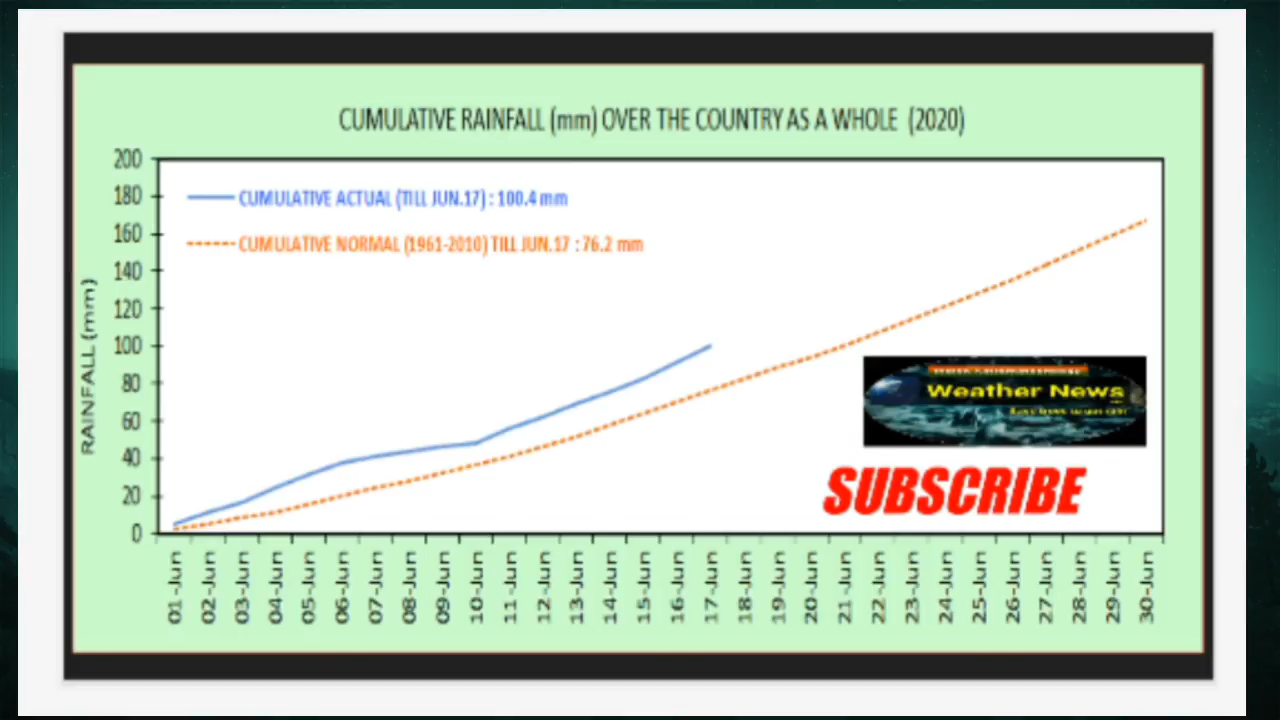 CUMULATIVE RAINFALL (mm) OVER THE COUNTRY AS A WHOLE (2020)
200
CUMULATIVE ACTUAL (TILL JUN.17) : 100.4 mm
180
CUMULATIVE NORMAL (1961-2010) TILL JUN.17 : 76.2 mm
160
140
120
100
80
60
40
20
0
RAINFALL (mm)
Weather News
SUBSCRIBE
01-Jun
02-Jun
03-Jun
04-Jun
05-Jun
06-Jun
07-Jun
08-Jun
09-Jun
10-Jun
11-Jun
12-Jun
13-Jun
14-Jun
15-Jun
16-Jun
17-Jun
18-Jun
19-Jun
20-Jun
21-Jun
22-Jun
23-Jun
24-Jun
25-Jun
26-Jun
27-Jun
28-Jun
29-Jun
30-Jun